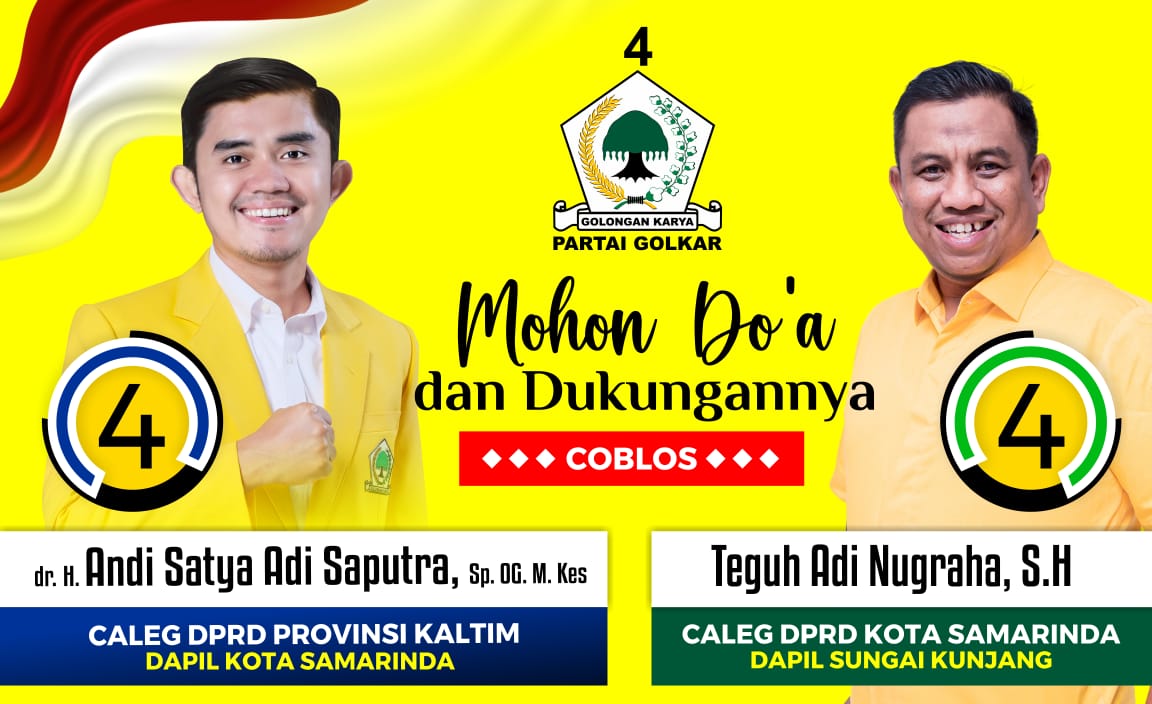 4
GOLONGAN KARYA
PARTAI GOLKAR
Mohon Do'a
dan Dukungannya
COBLOS
4
4
dr. H. Andi Satya Adi Saputra, Sp. OG. M. Kes
CALEG DPRD PROVINSI KALTIM
DAPIL KOTA SAMARINDA
Teguh Adi Nugraha, S.H
CALEG DPRD KOTA SAMARINDA
DAPIL SUNGAI KUNJANG